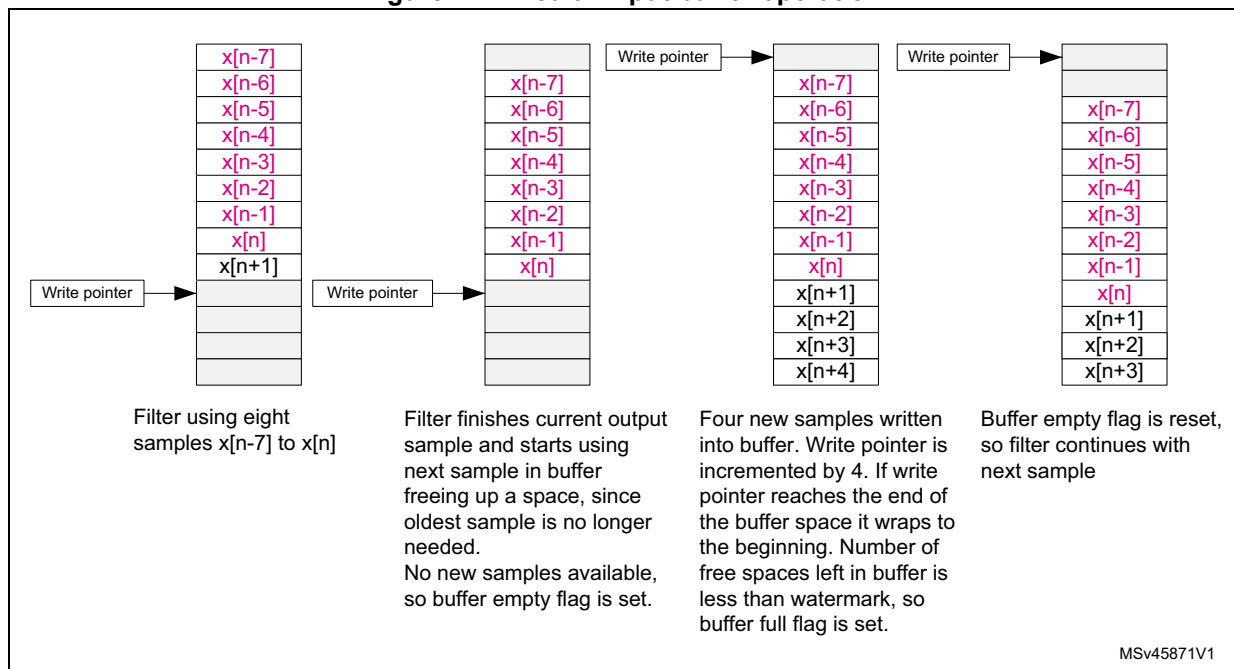 x[n-7]
x[n-6]
x[n-5]
x[n-4]
x[n-3]
x[n-2]
x[n-1]
x[n]
x[n+1]
Write pointer
Filter using eight
samples x[n-7] to x[n]
x[n-7]
x[n-6]
x[n-5]
x[n-4]
x[n-3]
x[n-2]
x[n-1]
x[n]
Write pointer
Filter finishes current output
sample and starts using
next sample in buffer
freeing up a space, since
oldest sample is no longer
needed.
No new samples available,
so buffer empty flag is set.
Write pointer
x[n-7]
x[n-6]
x[n-5]
x[n-4]
x[n-3]
x[n-2]
x[n-1]
x[n]
x[n+1]
x[n+2]
x[n+3]
x[n+4]
Four new samples written
into buffer. Write pointer is
incremented by 4. If write
pointer reaches the end of
the buffer space it wraps to
the beginning. Number of
free spaces left in buffer is
less than watermark, so
buffer full flag is set.
Write pointer
x[n-7]
x[n-6]
x[n-5]
x[n-4]
x[n-3]
x[n-2]
x[n-1]
x[n]
x[n+1]
x[n+2]
x[n+3]
Buffer empty flag is reset,
so filter continues with
next sample
MSv45871V1